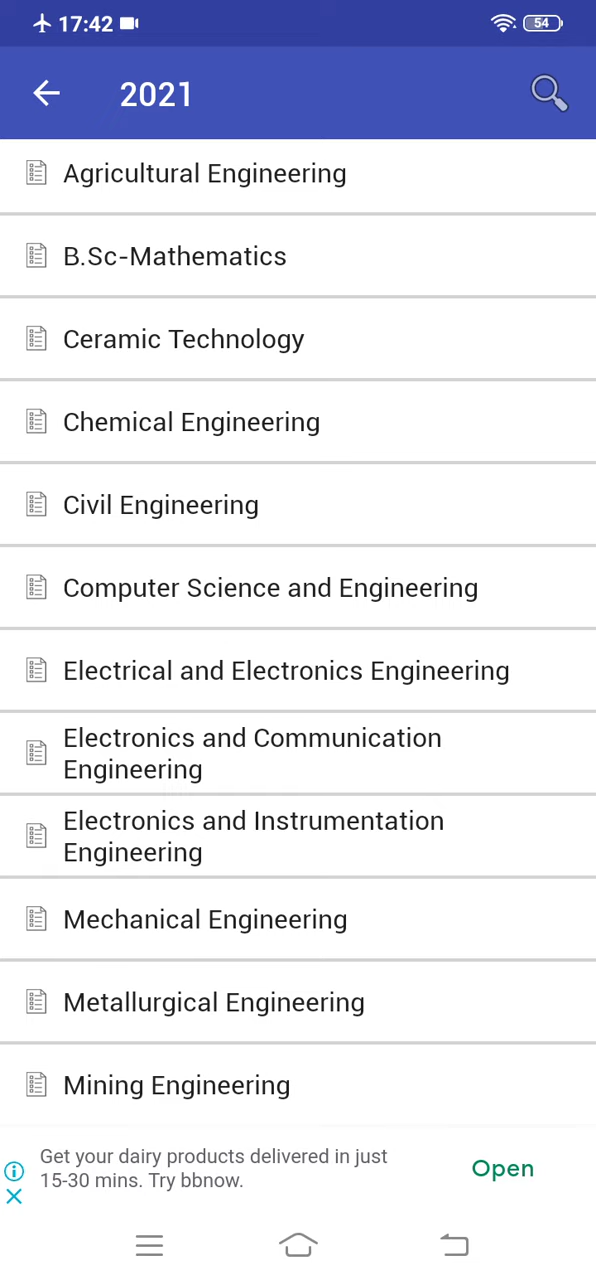 17:42
54
2021
Agricultural Engineering
B.Sc-Mathematics
Ceramic Technology
Chemical Engineering
Civil Engineering
Computer Science and Engineering
Electrical and Electronics Engineering
Electronics and Communication
Engineering
Electronics and Instrumentation
Engineering
Mechanical Engineering
Metallurgical Engineering
Mining Engineering
Get your dairy products delivered in just
15-30 mins. Try bbnow.
Open